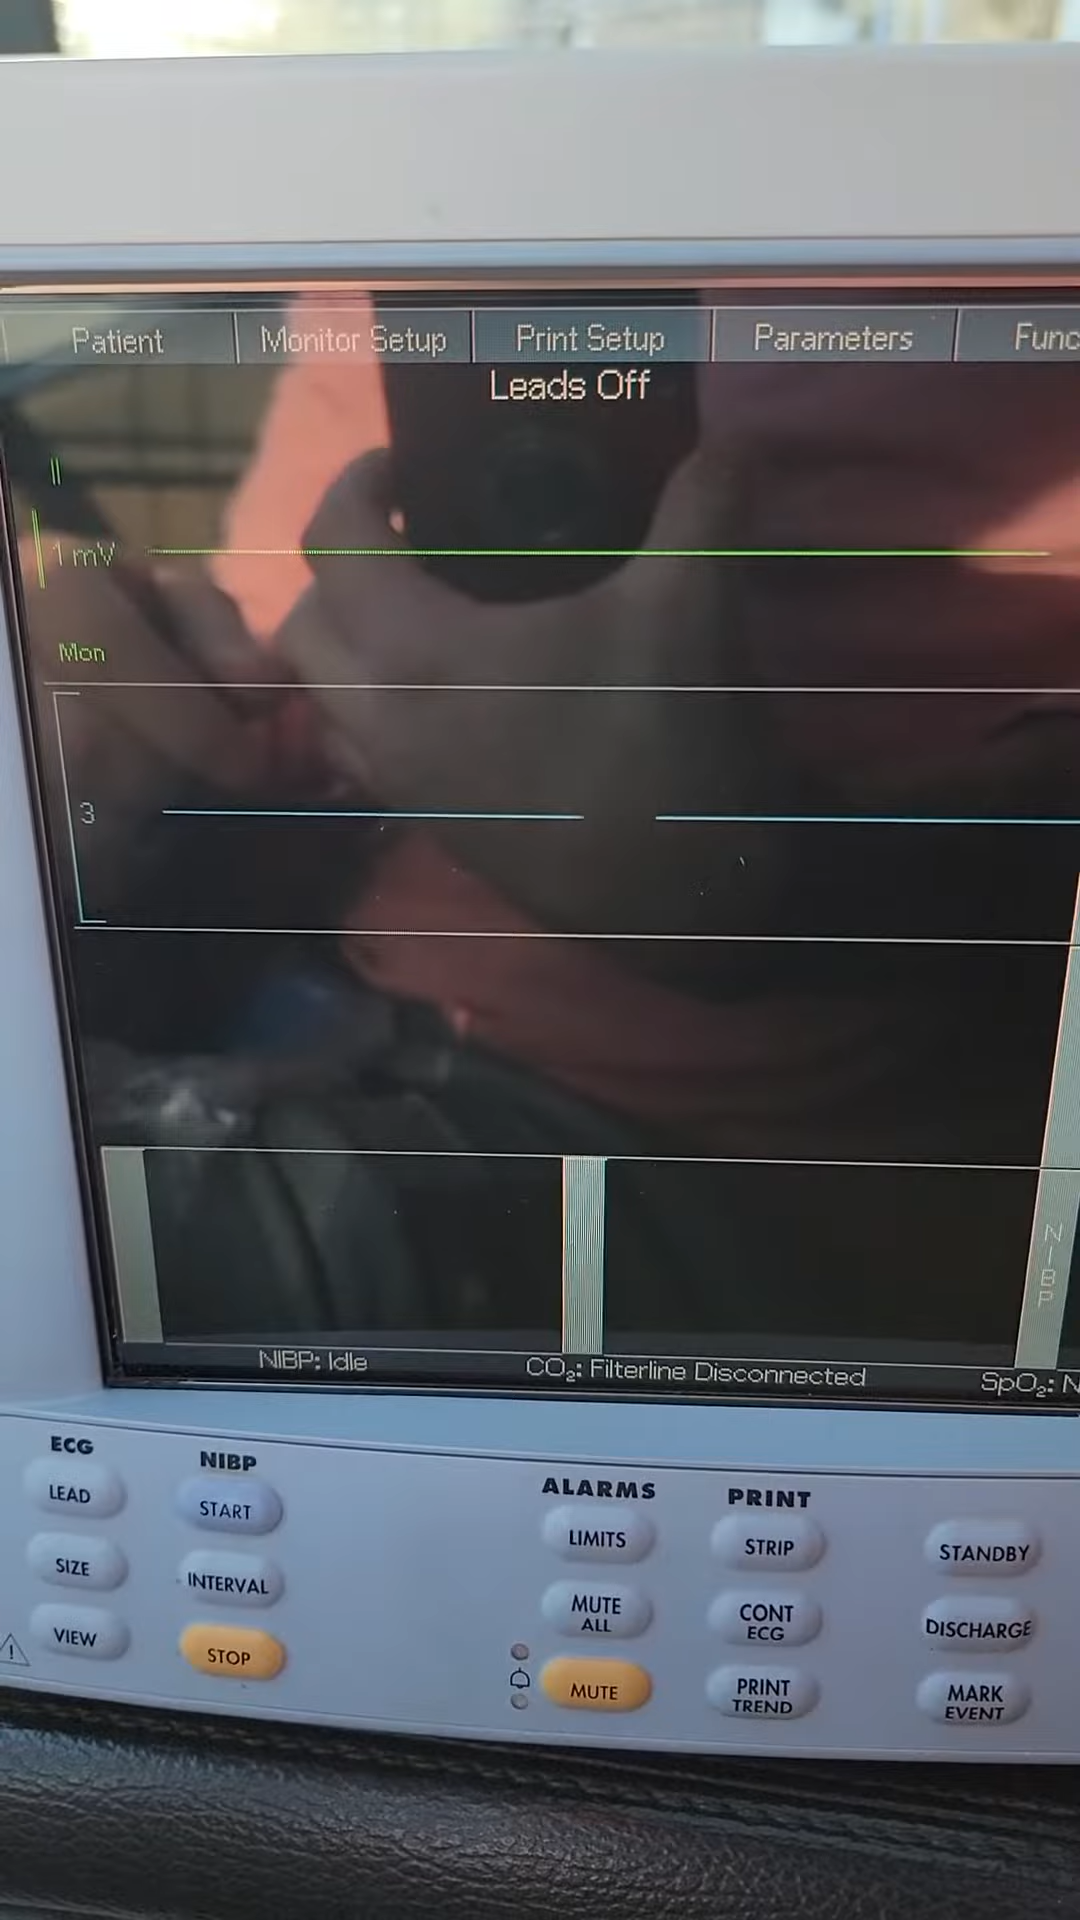 Patient Monitor Setup Print Setup Parameters Func
Leads Off
II
1 mV
Mon
3
NIBP
NIBP: Idle CO₂: Filterline Disconnected SpO₂: N
ECG NIBP ALARMS PRINT
LEAD START LIMITS STRIP STANDBY
SIZE INTERVAL MUTE ALL CONT ECG DISCHARGE
VIEW STOP MUTE PRINT TREND MARK EVENT